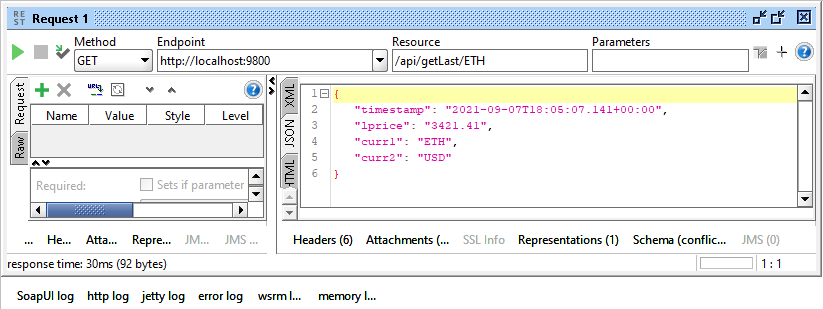 RE ST Request 1
Method Endpoint Resource Parameters
GET http://localhost:9800 /api/getLast/ETH
Request
Raw
URL
Name Value Style Level
Required: Sets if parameter
... He... Atta... Repre... JM... JMS ...
XML
JSON
HTML
1 {
2 "timestamp": "2021-09-07T18:05:07.141+00:00",
3 "lprice": "3421.41",
4 "curr1": "ETH",
5 "curr2": "USD"
6 }
Headers (6) Attachments (... SSL Info Representations (1) Schema (conflic... JMS (0)
response time: 30ms (92 bytes) 1 : 1
SoapUI log http log jetty log error log wsrm l... memory l...